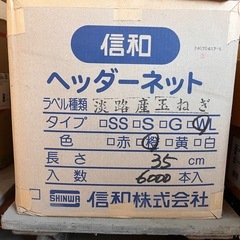 信和
ヘッダーネット
ラベル種類 淡路産玉ねぎ
タイプ □SS □S □G □W
色 □赤 □橙 □黄 □白
長さ 35 cm
入数 6000 本入
SHINWA 信和株式会社